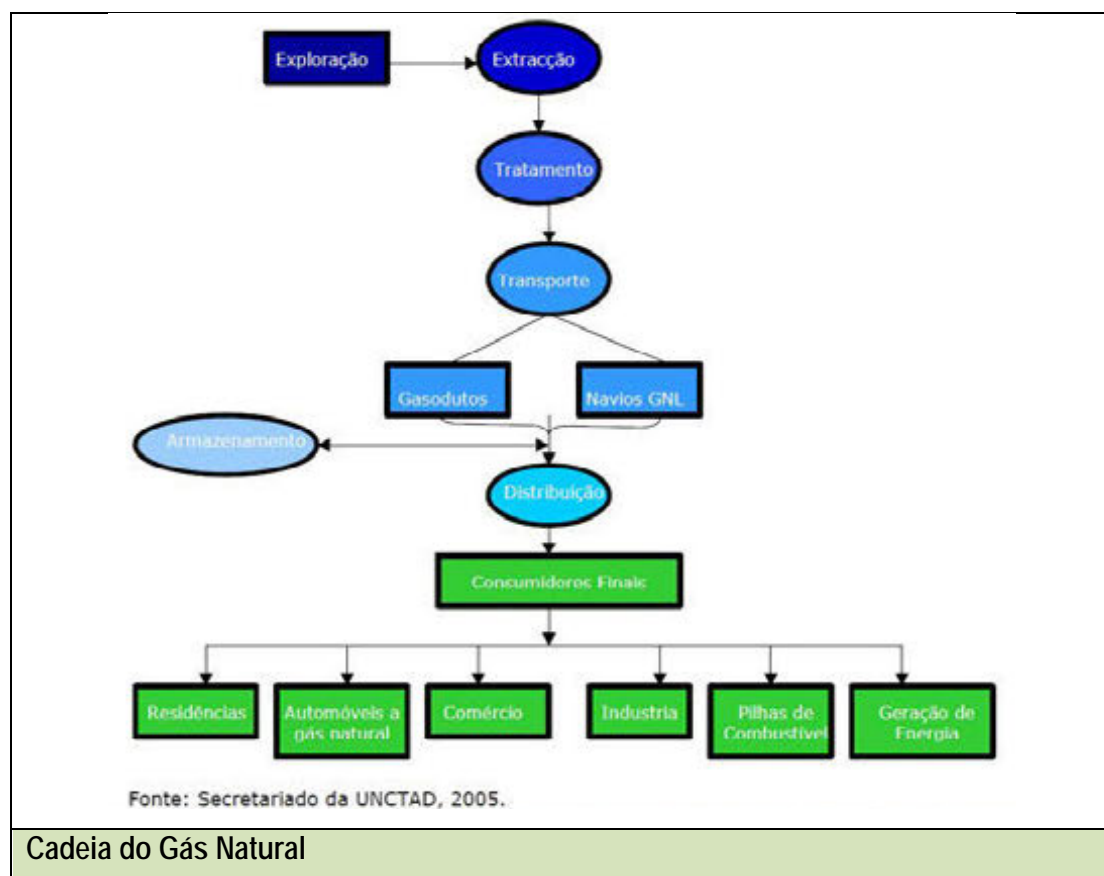 Exploração
Extracção
Tratamento
Transporte
Gasodutos
Navios GNL
Armazenamento
Distribuição
Consumidores Finais
Residências
Automóveis a
gás natural
Comércio
Industria
Pilhas de
Combustível
Geração de
Energia
Fonte: Secretariado da UNCTAD, 2005.
Cadeia do Gás Natural